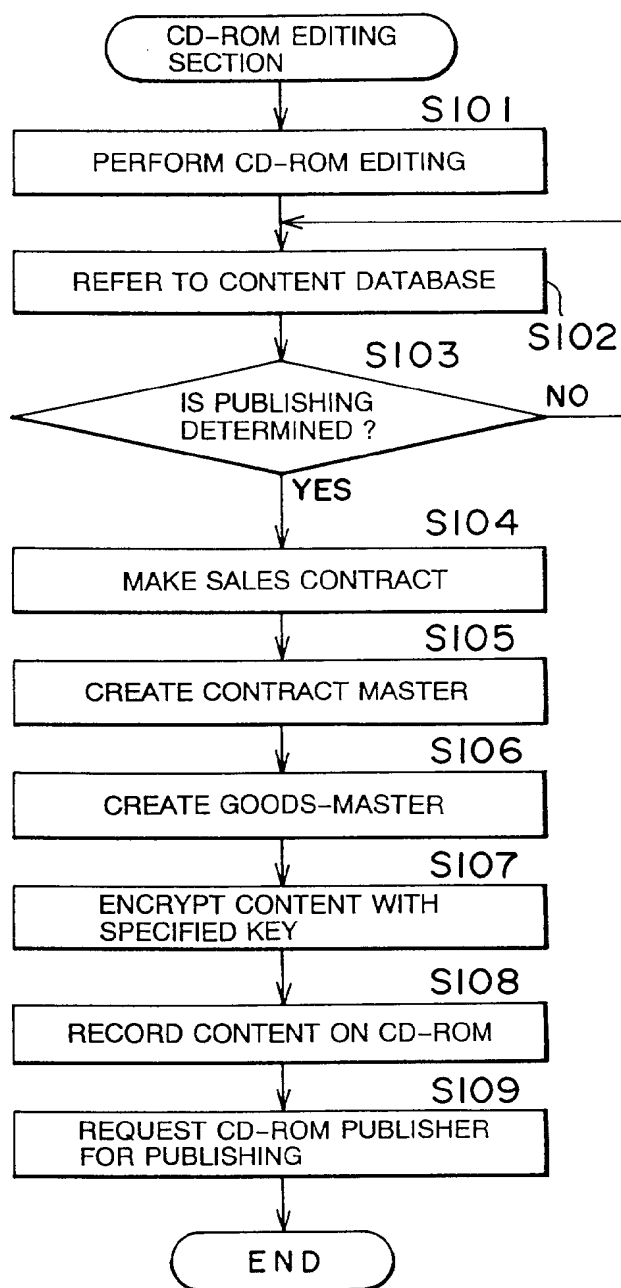 CD-ROM EDITING
SECTION
S101
PERFORM CD-ROM EDITING
REFER TO CONTENT DATABASE
S102
S103
IS PUBLISHING
DETERMINED ?
NO
YES
S104
MAKE SALES CONTRACT
S105
CREATE CONTRACT MASTER
S106
CREATE GOODS-MASTER
S107
ENCRYPT CONTENT WITH
SPECIFIED KEY
S108
RECORD CONTENT ON CD-ROM
S109
REQUEST CD-ROM PUBLISHER
FOR PUBLISHING
END